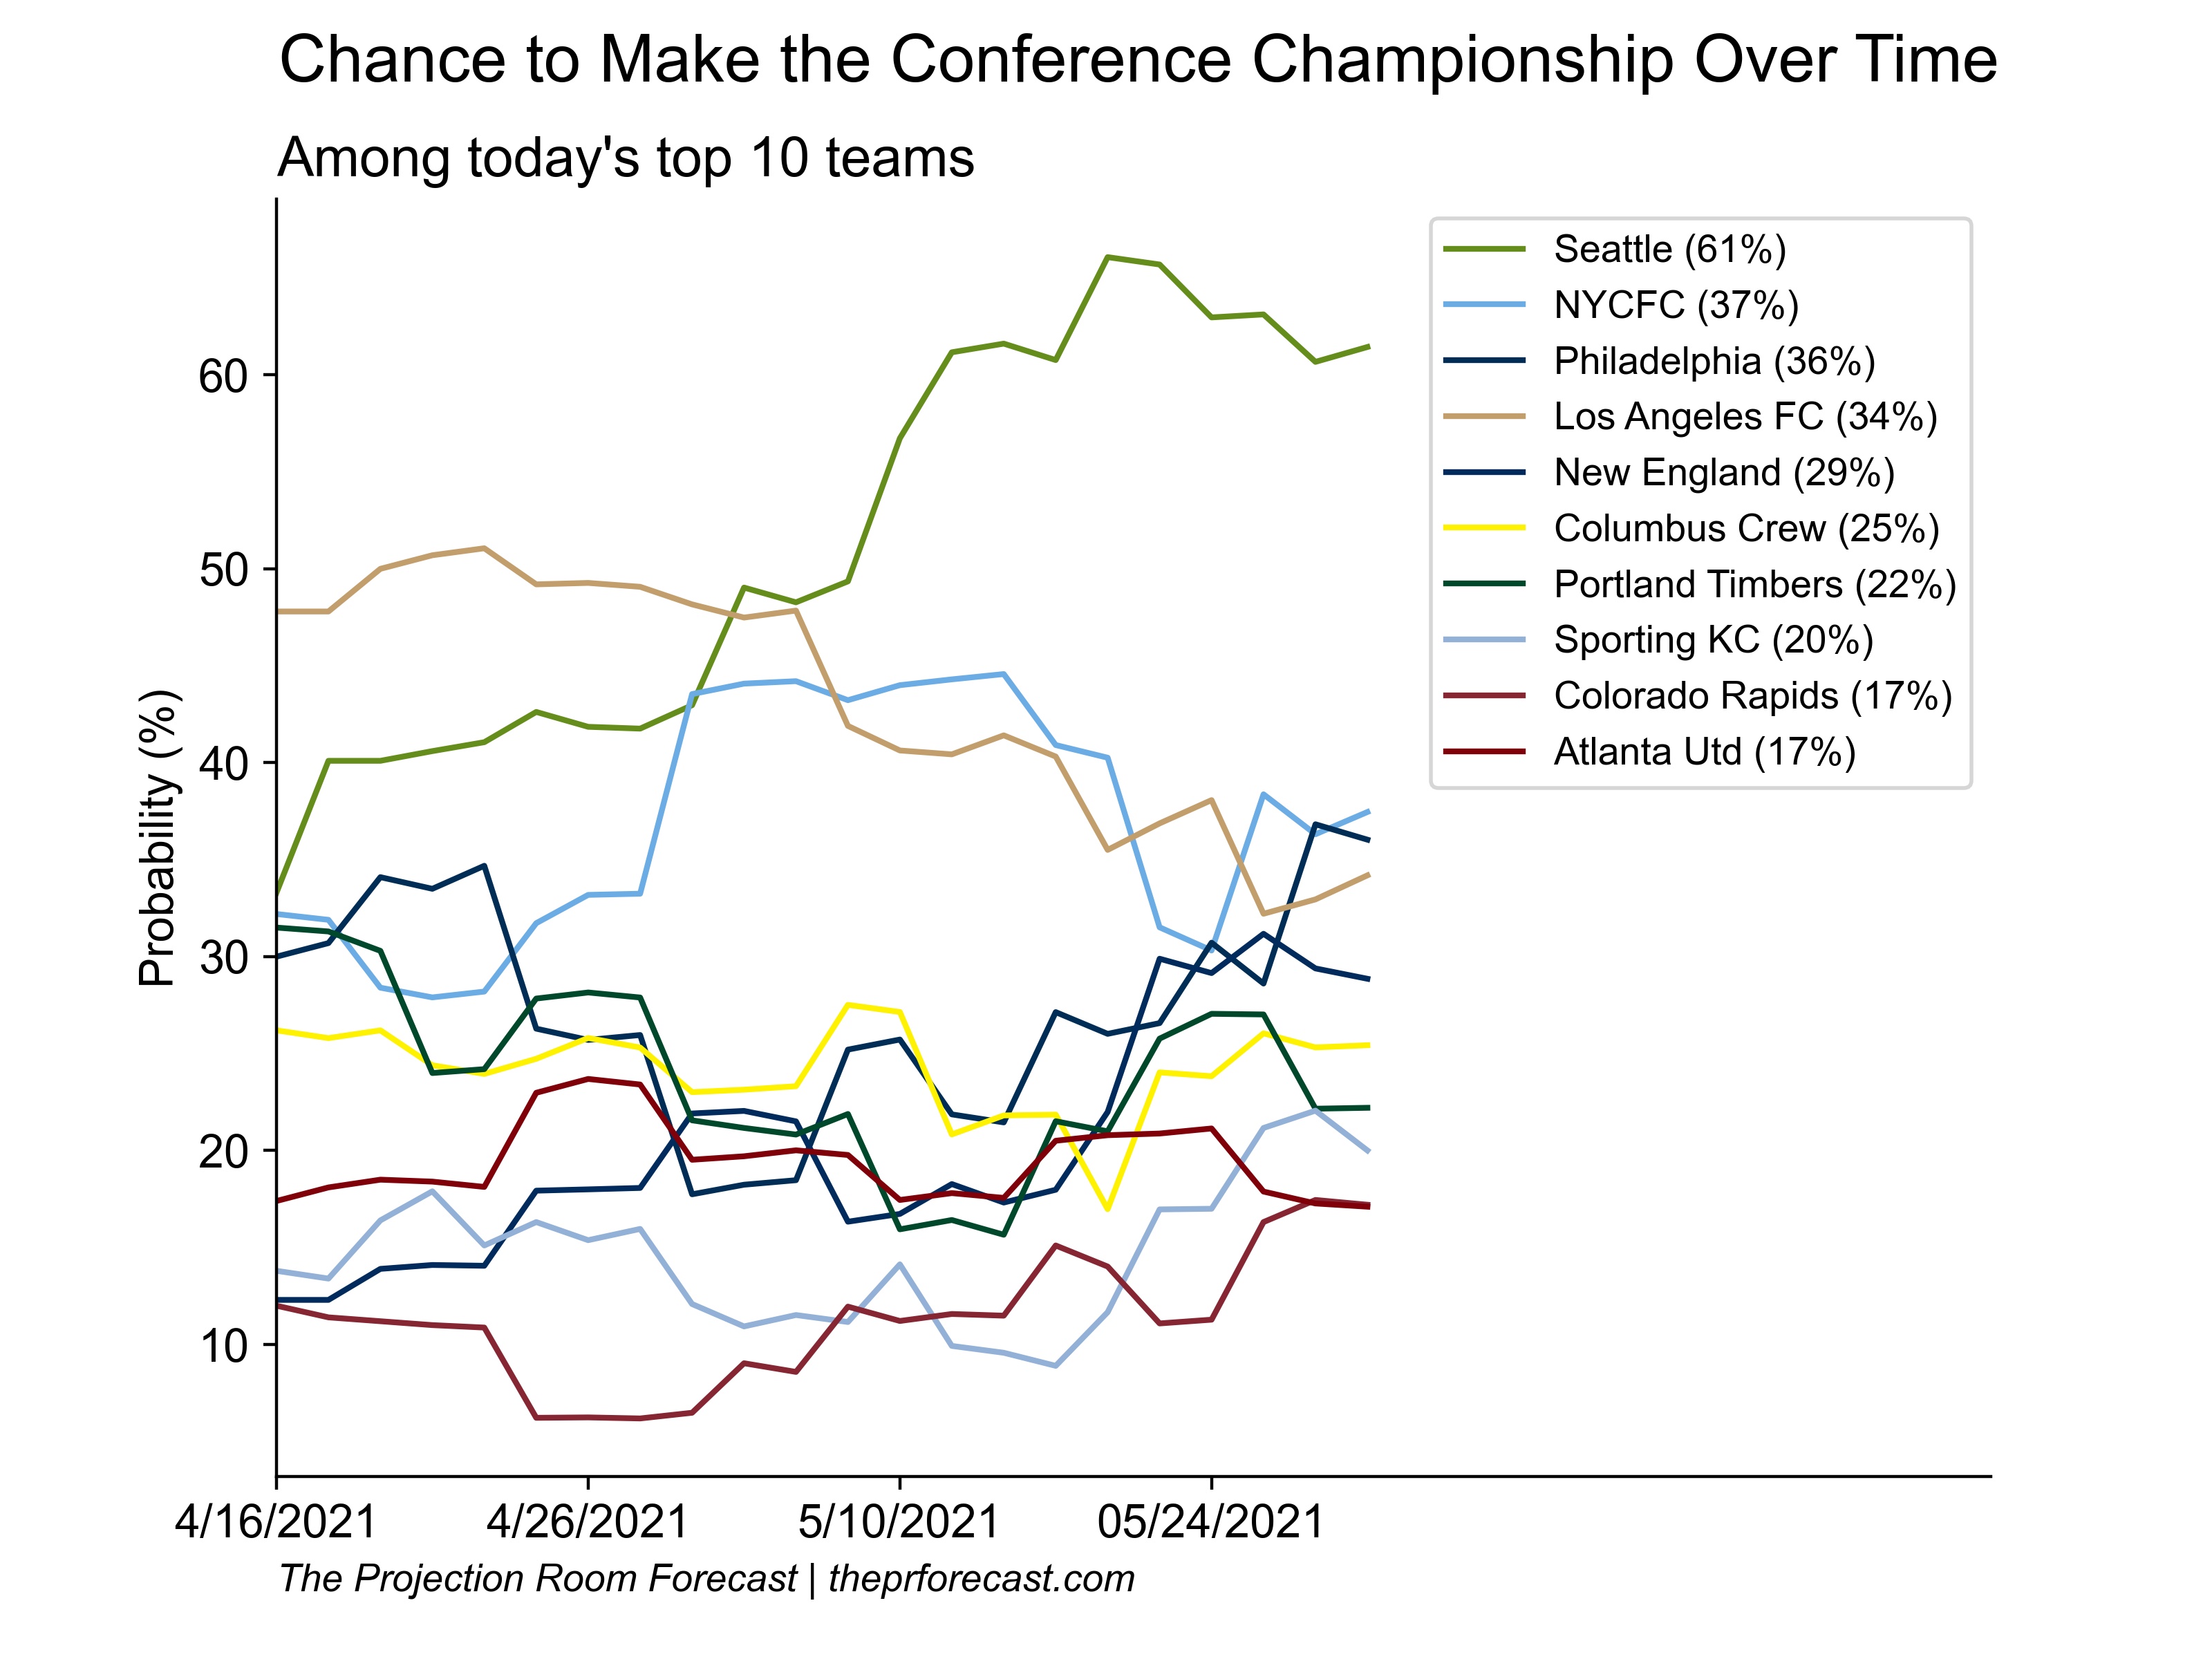 Chance to Make the Conference Championship Over Time
Among today's top 10 teams
Seattle (61%)
NYCFC (37%)
Philadelphia (36%)
Los Angeles FC (34%)
New England (29%)
Columbus Crew (25%)
Portland Timbers (22%)
Sporting KC (20%)
Colorado Rapids (17%)
Atlanta Utd (17%)
Probability (%)
60
50
40
30
20
10
4/16/2021
4/26/2021
5/10/2021
05/24/2021
The Projection Room Forecast | theprforecast.com